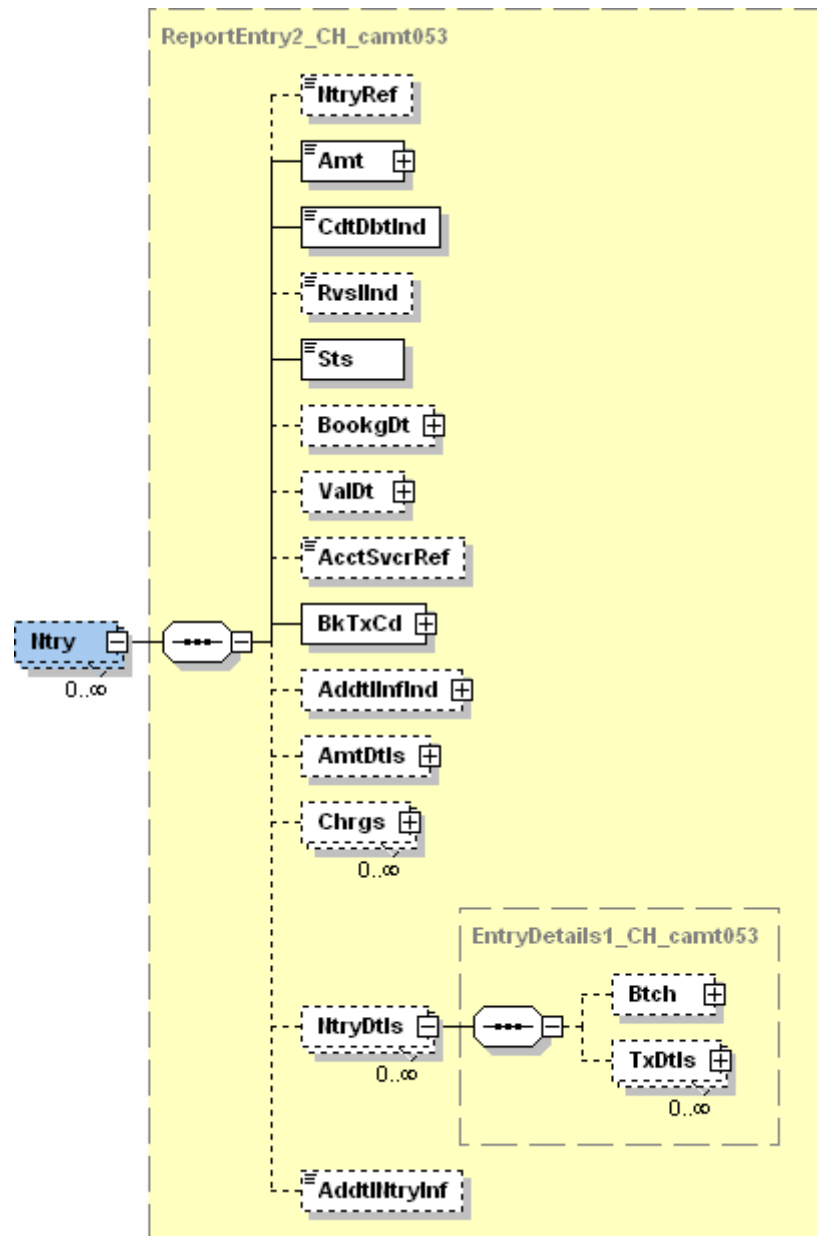 ReportEntry2_CH_camt053
NtryRef
Amt
CdtDbtInd
RvslInd
Sts
BookgDt
ValDt
AcctSvcrRef
BkTxCd
Ntry
0..∞
AddtlInfInd
AmtDtls
Chrgs
0..∞
EntryDetails1_CH_camt053
Btch
NtryDtls
0..∞
TxDtls
0..∞
AddtlNtryInf